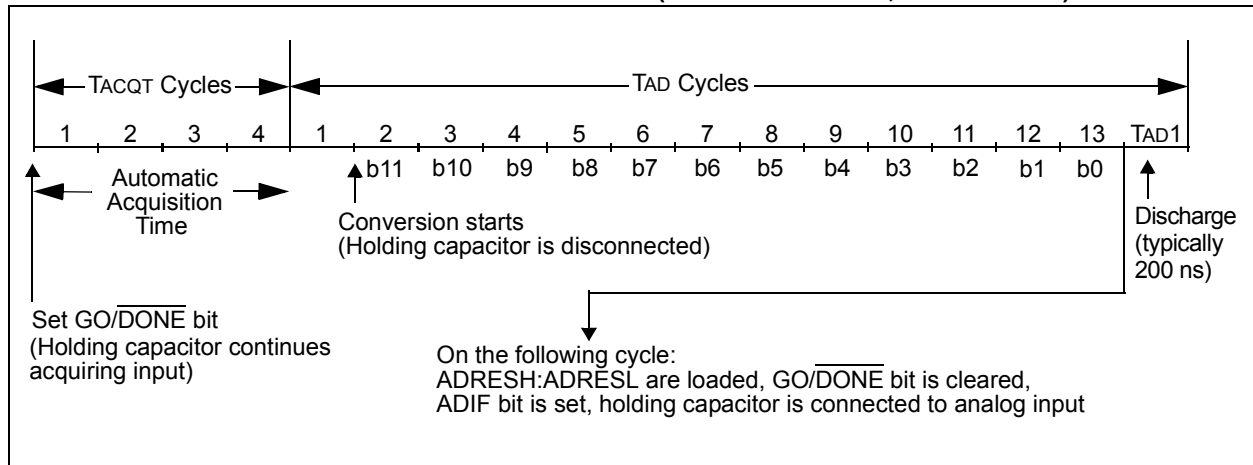 TACQT Cycles
TAD Cycles
1 2 3 4 1 2 3 4 5 6 7 8 9 10 11 12 13 TAD1
b11 b10 b9 b8 b7 b6 b5 b4 b3 b2 b1 b0
Automatic
Acquisition
Time
Conversion starts
(Holding capacitor is disconnected)
Discharge
(typically
200 ns)
Set GO/DONE bit
(Holding capacitor continues
acquiring input)
On the following cycle:
ADRESH:ADRESL are loaded, GO/DONE bit is cleared,
ADIF bit is set, holding capacitor is connected to analog input